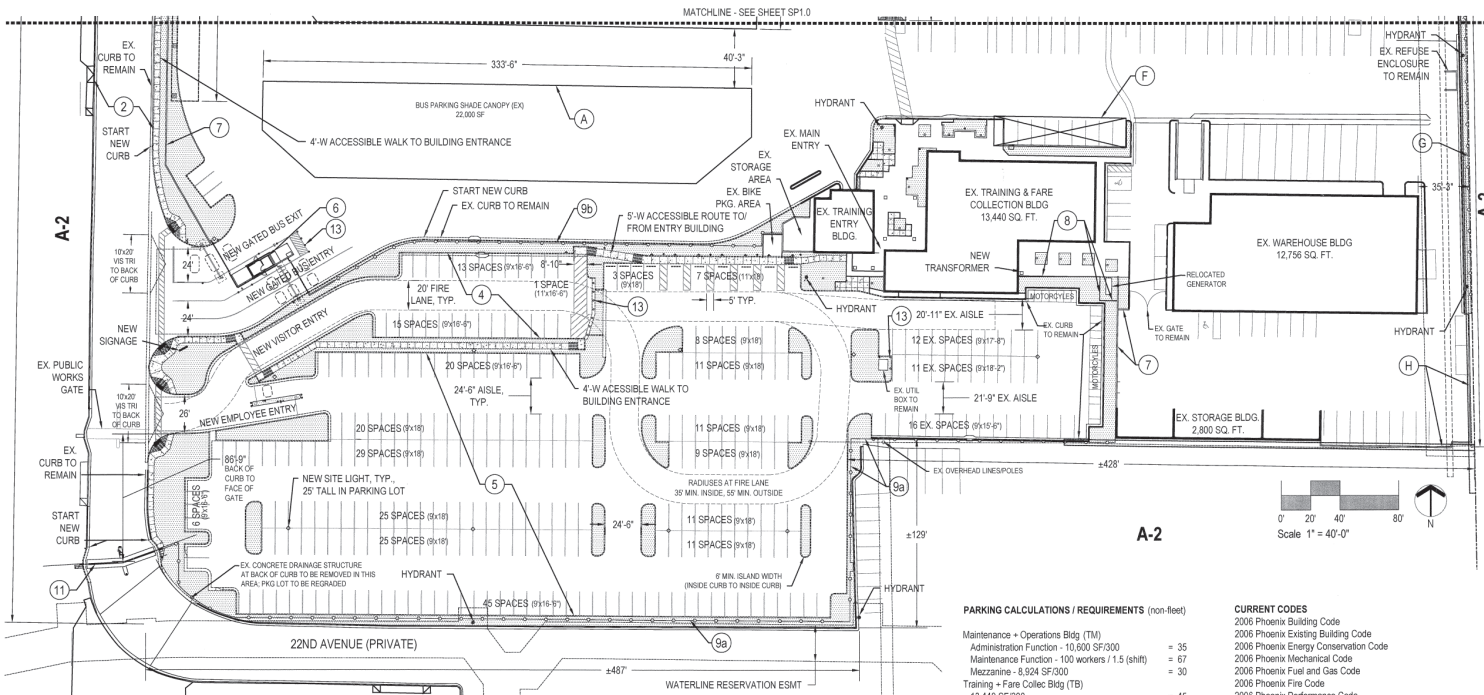 MATCHLINE - SEE SHEET SP1.0
EX.
CURB TO
REMAIN
2
START
NEW
CURB
7
A-2
333'-6"
40'-3"
BUS PARKING SHADE CANOPY (EX)
22,000 SF
A
4'-W ACCESSIBLE WALK TO BUILDING ENTRANCE
START NEW CURB
EX. CURB TO REMAIN
9b
6
13
NEW GATED BUS EXIT
NEW GATED BUS ENTRY
10'x20'
VIS TRI
TO BACK
OF CURB
24'
24'
NEW
SIGNAGE
EX. PUBLIC
WORKS
GATE
10'x20'
VIS TRI
TO BACK
OF CURB
26'
NEW VISITOR ENTRY
NEW EMPLOYEE ENTRY
EX.
STORAGE
AREA
EX. BIKE
PKG. AREA
EX. MAIN
ENTRY
HYDRANT
5'-W ACCESSIBLE ROUTE TO/
FROM ENTRY BUILDING
EX. TRAINING
ENTRY
BLDG.
EX. TRAINING & FARE
COLLECTION BLDG
13,440 SQ. FT.
F
8
NEW
TRANSFORMER
RELOCATED
GENERATOR
MOTORCYLES
MOTORCYLES
EX. WAREHOUSE BLDG
12,756 SQ. FT.
HYDRANT
EX. REFUSE
ENCLOSURE
TO REMAIN
G
35'-3"
A-2
HYDRANT
H
13 SPACES (9'x16'-6")
8'-10"
1 SPACE
(11'x16'-6")
3 SPACES
(9'x18')
7 SPACES (11'x18')
5' TYP.
20' FIRE
LANE, TYP.
4
15 SPACES (9'x16'-6")
13
HYDRANT
13
20'-11" EX. AISLE
EX. CURB
TO REMAIN
EX. GATE
TO REMAIN
7
20 SPACES (9'x16'-6")
24'-6" AISLE,
TYP.
4'-W ACESSIBLE WALK TO
BUILDING ENTRANCE
8 SPACES (9'x18')
11 SPACES (9'x18')
12 EX. SPACES (9'x17'-8")
11 EX. SPACES (9'x18'-2")
EX. UTIL
BOX TO
REMAIN
21'-9" EX. AISLE
16 EX. SPACES (9'x15'-6")
EX. STORAGE BLDG.
2,800 SQ. FT.
20 SPACES (9'x18')
29 SPACES (9'x18')
11 SPACES (9'x18')
9 SPACES (9'x18')
EX. OVERHEAD LINES/POLES
9a
±428'
EX.
CURB TO
REMAIN
86'-9"
BACK OF
CURB TO
FACE OF
GATE
6 SPACES
(9'x16'-6")
NEW SITE LIGHT, TYP.,
25' TALL IN PARKING LOT
5
RADIUSES AT FIRE LANE
35' MIN. INSIDE, 55' MIN. OUTSIDE
START
NEW
CURB
25 SPACES (9'x18')
25 SPACES (9'x18')
24'-6"
11 SPACES (9'x18')
11 SPACES (9'x18')
±129'
A-2
0' 20' 40' 80'
Scale 1" = 40'-0"
N
11
EX. CONCRETE DRAINAGE STRUCTURE
AT BACK OF CURB TO BE REMOVED IN THIS
AREA; PKG LOT TO BE REGRADED
HYDRANT
6' MIN. ISLAND WIDTH
(INSIDE CURB TO INSIDE CURB)
HYDRANT
45 SPACES (9'x16'-6")
22ND AVENUE (PRIVATE)
9a
±487'
WATERLINE RESERVATION ESMT
PARKING CALCULATIONS / REQUIREMENTS (non-fleet)
Maintenance + Operations Bldg (TM)
Administration Function - 10,600 SF/300 = 35
Maintenance Function - 100 workers / 1.5 (shift) = 67
Mezzanine - 8,924 SF/300 = 30
Training + Fare Collec Bldg (TB)
CURRENT CODES
2006 Phoenix Building Code
2006 Phoenix Existing Building Code
2006 Phoenix Energy Conservation Code
2006 Phoenix Mechanical Code
2006 Phoenix Fuel and Gas Code
2006 Phoenix Fire Code